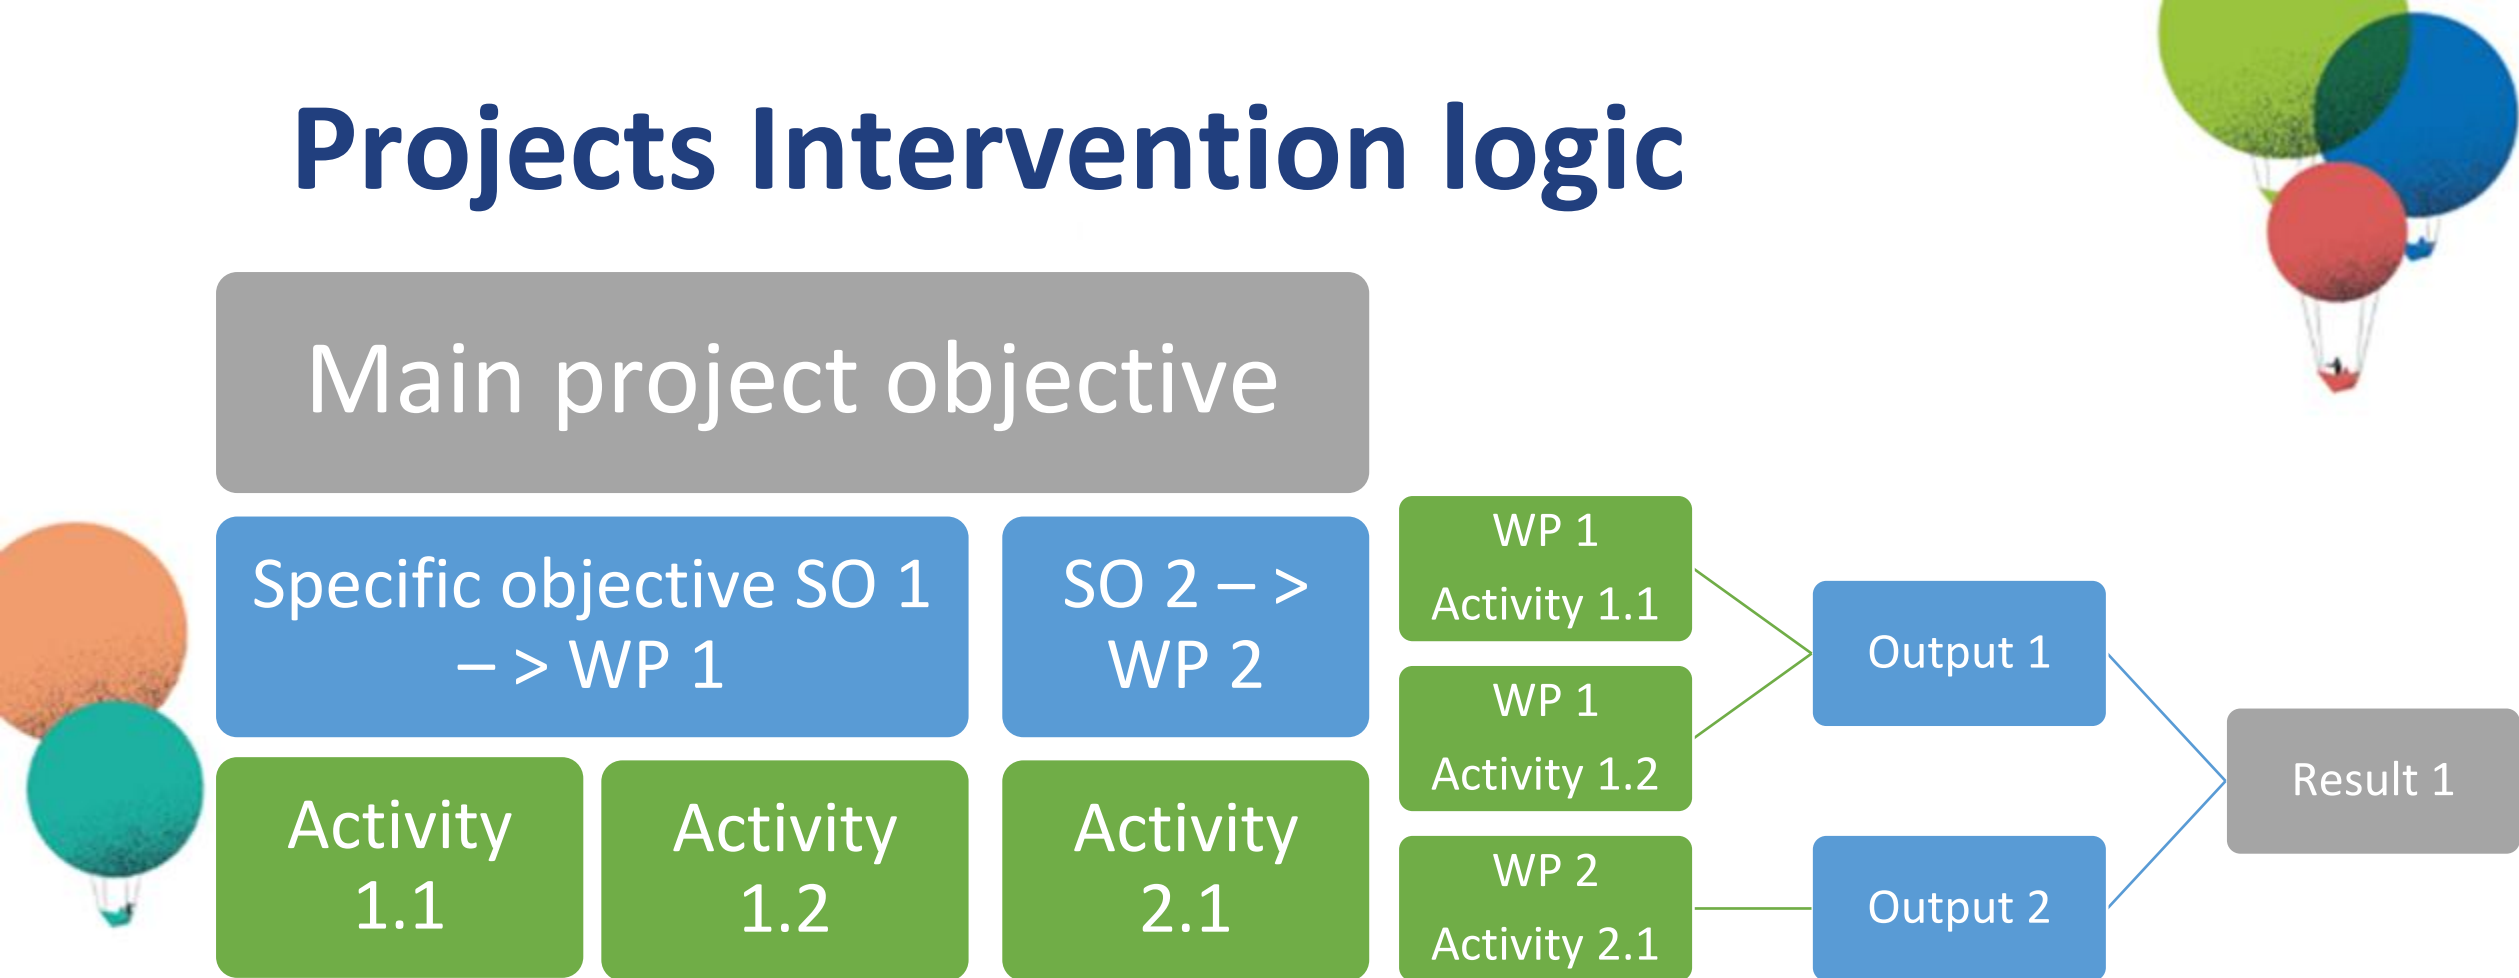 Projects Intervention logic
Main project objective
Specific objective SO 1
– > WP 1
SO 2 – >
WP 2
Activity
1.1
Activity
1.2
Activity
2.1
WP 1
Activity 1.1
WP 1
Activity 1.2
WP 2
Activity 2.1
Output 1
Output 2
Result 1